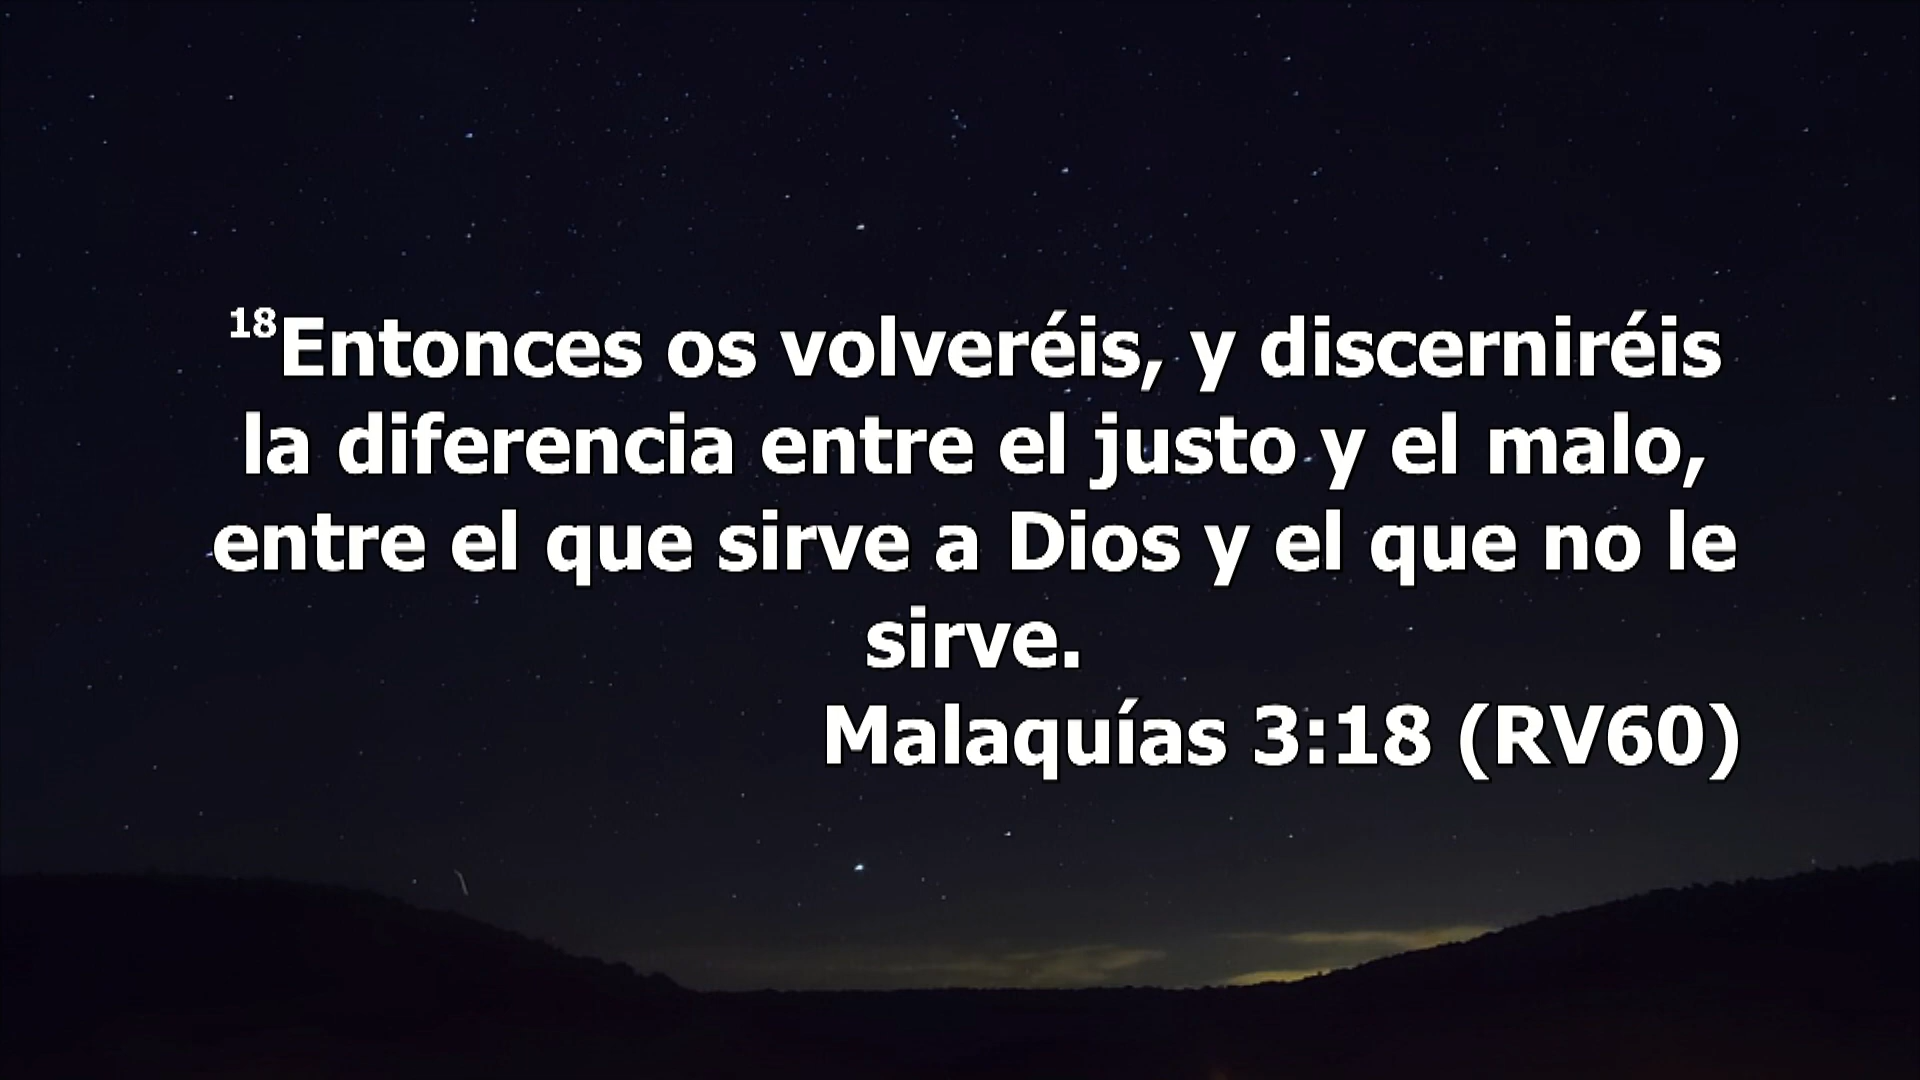 18Entonces os volveréis, y discerniréis
la diferencia entre el justo y el malo,
entre el que sirve a Dios y el que no le
sirve.
Malaquías 3:18 (RV60)